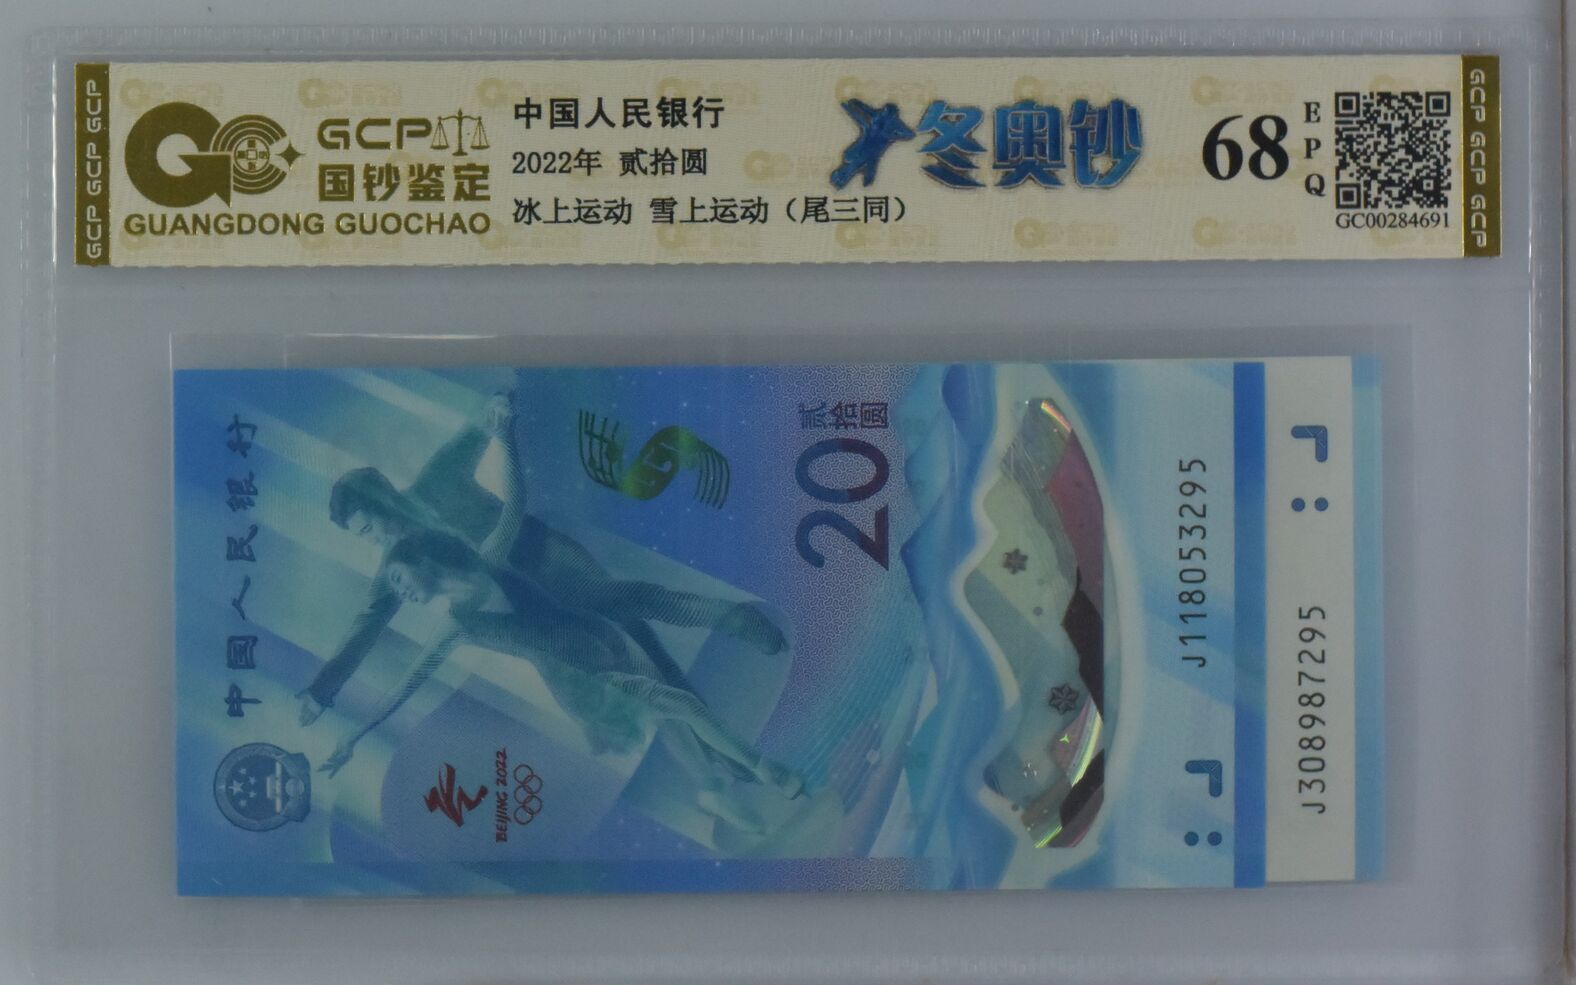 GCP GCP GCP
GCP
国钞鉴定
GUANGDONG GUOCHAO
中国人民银行
2022年 贰拾圆
冰上运动 雪上运动（尾三同）
冬奥钞
68
EPQ
GC00284691
GCP GCP GCP
中国人民银行
贰拾圆
20
BEIJING 2022
J118053295
J308987295